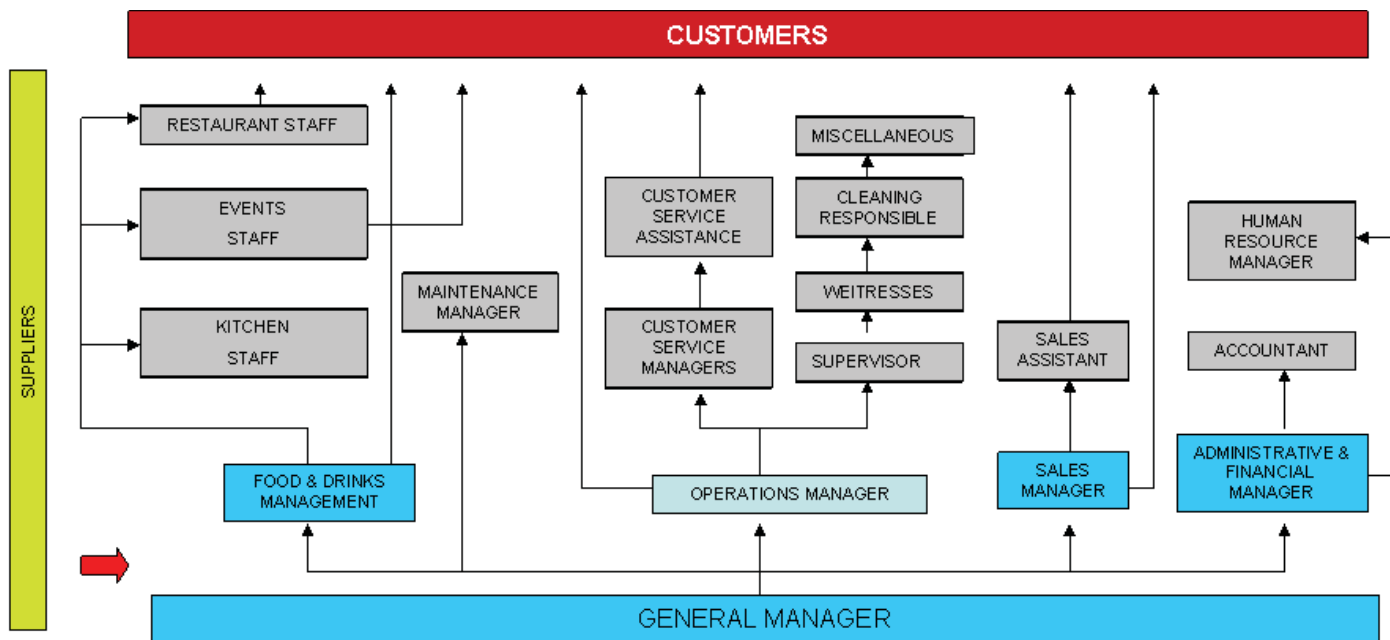 CUSTOMERS
SUPPLIERS
RESTAURANT STAFF
EVENTS
STAFF
KITCHEN
STAFF
MAINTENANCE
MANAGER
CUSTOMER
SERVICE
ASSISTANCE
CUSTOMER
SERVICE
MANAGERS
MISCELLANEOUS
CLEANING
RESPONSIBLE
WEITRESSES
SUPERVISOR
SALES
ASSISTANT
HUMAN
RESOURCE
MANAGER
ACCOUNTANT
FOOD & DRINKS
MANAGEMENT
OPERATIONS MANAGER
SALES
MANAGER
ADMINISTRATIVE &
FINANCIAL
MANAGER
GENERAL MANAGER